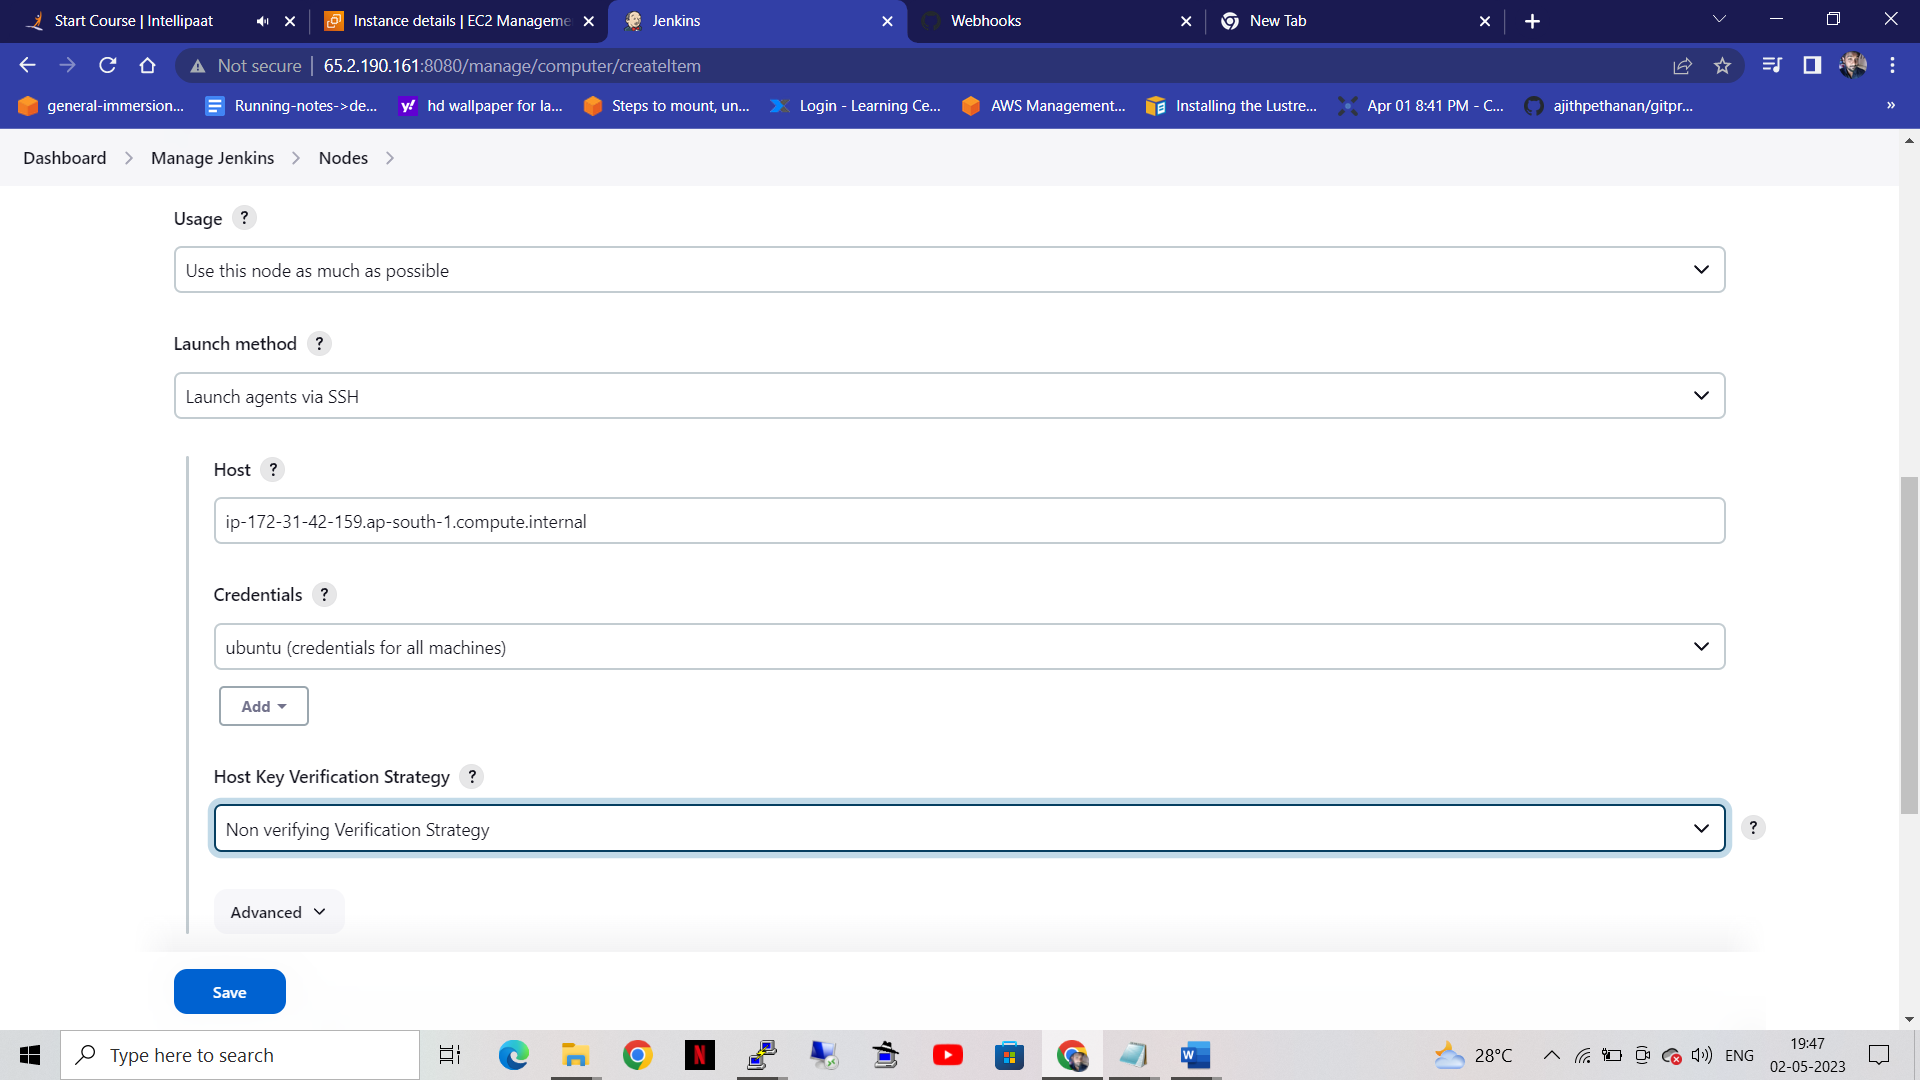 Start Course | Intellipaat
Instance details | EC2 Manageme
Jenkins
Webhooks
New Tab
Not secure
65.2.190.161:8080/manage/computer/createItem
general-immersion...
Running-notes->de...
hd wallpaper for la...
Steps to mount, un...
Login - Learning Ce...
AWS Management...
Installing the Lustre...
Apr 01 8:41 PM - C...
ajithpethanan/gitpr...
»
Dashboard
Manage Jenkins
Nodes
Usage ?
Use this node as much as possible
Launch method ?
Launch agents via SSH
Host ?
ip-172-31-42-159.ap-south-1.compute.internal
Credentials ?
ubuntu (credentials for all machines)
Add
Host Key Verification Strategy ?
Non verifying Verification Strategy
?
Advanced
Save
Type here to search
28°C
ENG
19:47
02-05-2023